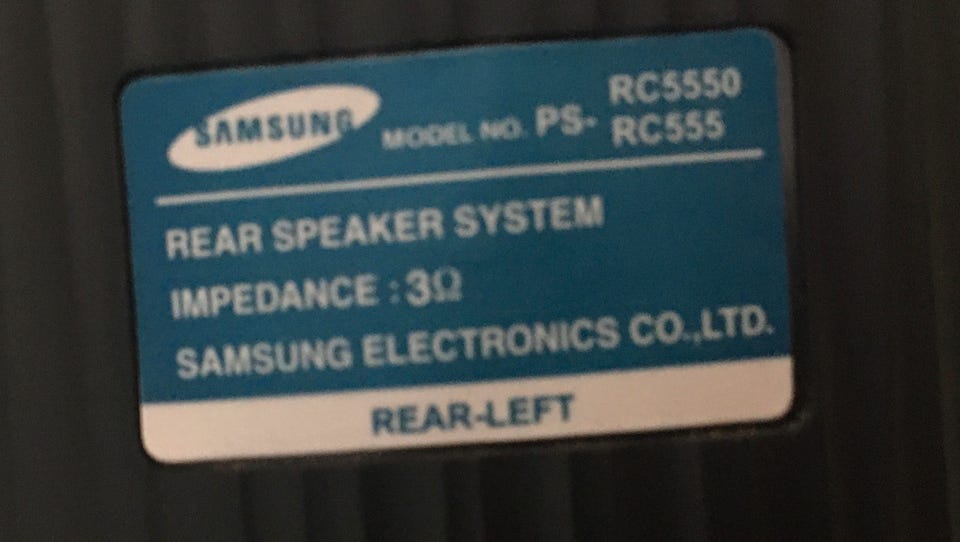 SAMSUNG MODEL NO. PS- RC5550
RC555
REAR SPEAKER SYSTEM
IMPEDANCE : 3Ω
SAMSUNG ELECTRONICS CO.,LTD.
REAR-LEFT